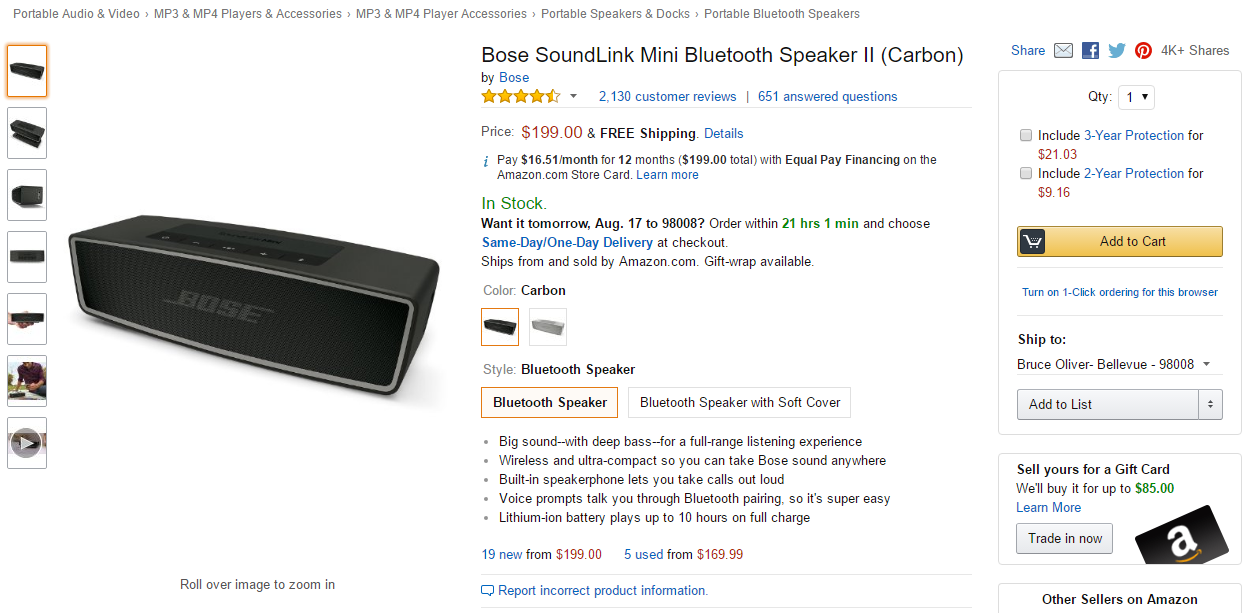 Portable Audio & Video › MP3 & MP4 Players & Accessories › MP3 & MP4 Player Accessories › Portable Speakers & Docks › Portable Bluetooth Speakers
BOSE
Roll over image to zoom in
Bose SoundLink Mini Bluetooth Speaker II (Carbon)
by Bose
2,130 customer reviews | 651 answered questions
Price: $199.00 & FREE Shipping. Details
i Pay $16.51/month for 12 months ($199.00 total) with Equal Pay Financing on the
Amazon.com Store Card. Learn more
In Stock.
Want it tomorrow, Aug. 17 to 98008? Order within 21 hrs 1 min and choose
Same-Day/One-Day Delivery at checkout.
Ships from and sold by Amazon.com. Gift-wrap available.
Color: Carbon
Style: Bluetooth Speaker
Bluetooth Speaker Bluetooth Speaker with Soft Cover
• Big sound--with deep bass--for a full-range listening experience
• Wireless and ultra-compact so you can take Bose sound anywhere
• Built-in speakerphone lets you take calls out loud
• Voice prompts talk you through Bluetooth pairing, so it's super easy
• Lithium-ion battery plays up to 10 hours on full charge
19 new from $199.00 5 used from $169.99
Report incorrect product information.
Share 4K+ Shares
Qty: 1
Include 3-Year Protection for
$21.03
Include 2-Year Protection for
$9.16
Add to Cart
Turn on 1-Click ordering for this browser
Ship to:
Bruce Oliver- Bellevue - 98008
Add to List
Sell yours for a Gift Card
We'll buy it for up to $85.00
Learn More
Trade in now
a
Other Sellers on Amazon